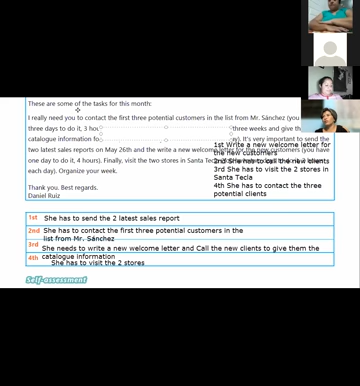 These are some of the tasks for this month:
I really need you to contact the first three potential customers in the list from Mr. Sánchez (you
three days to do it, 3 hou three weeks and give th
catalogue information fo y). It's very important to send the
two latest sales reports on May 26th and the write a new welcome letter for the new customers (you have
one day to do it, 4 hours). Finally, visit the two stores in Santa Tec
each day). Organize your week.
Thank you. Best regards.
Daniel Ruiz
1st Write a new welcome letter for
the new customers
2nd She has to call the new clients
3rd She has to visit the 2 stores in
Santa Tecla
4th She has to contact the three
potential clients
1st She has to send the 2 latest sales report
2nd She has to contact the first three potential customers in the
list from Mr. Sánchez
3rd She needs to write a new welcome letter and Call the new clients to give them the
catalogue information
4th She has to visit the 2 stores
Self-assessment